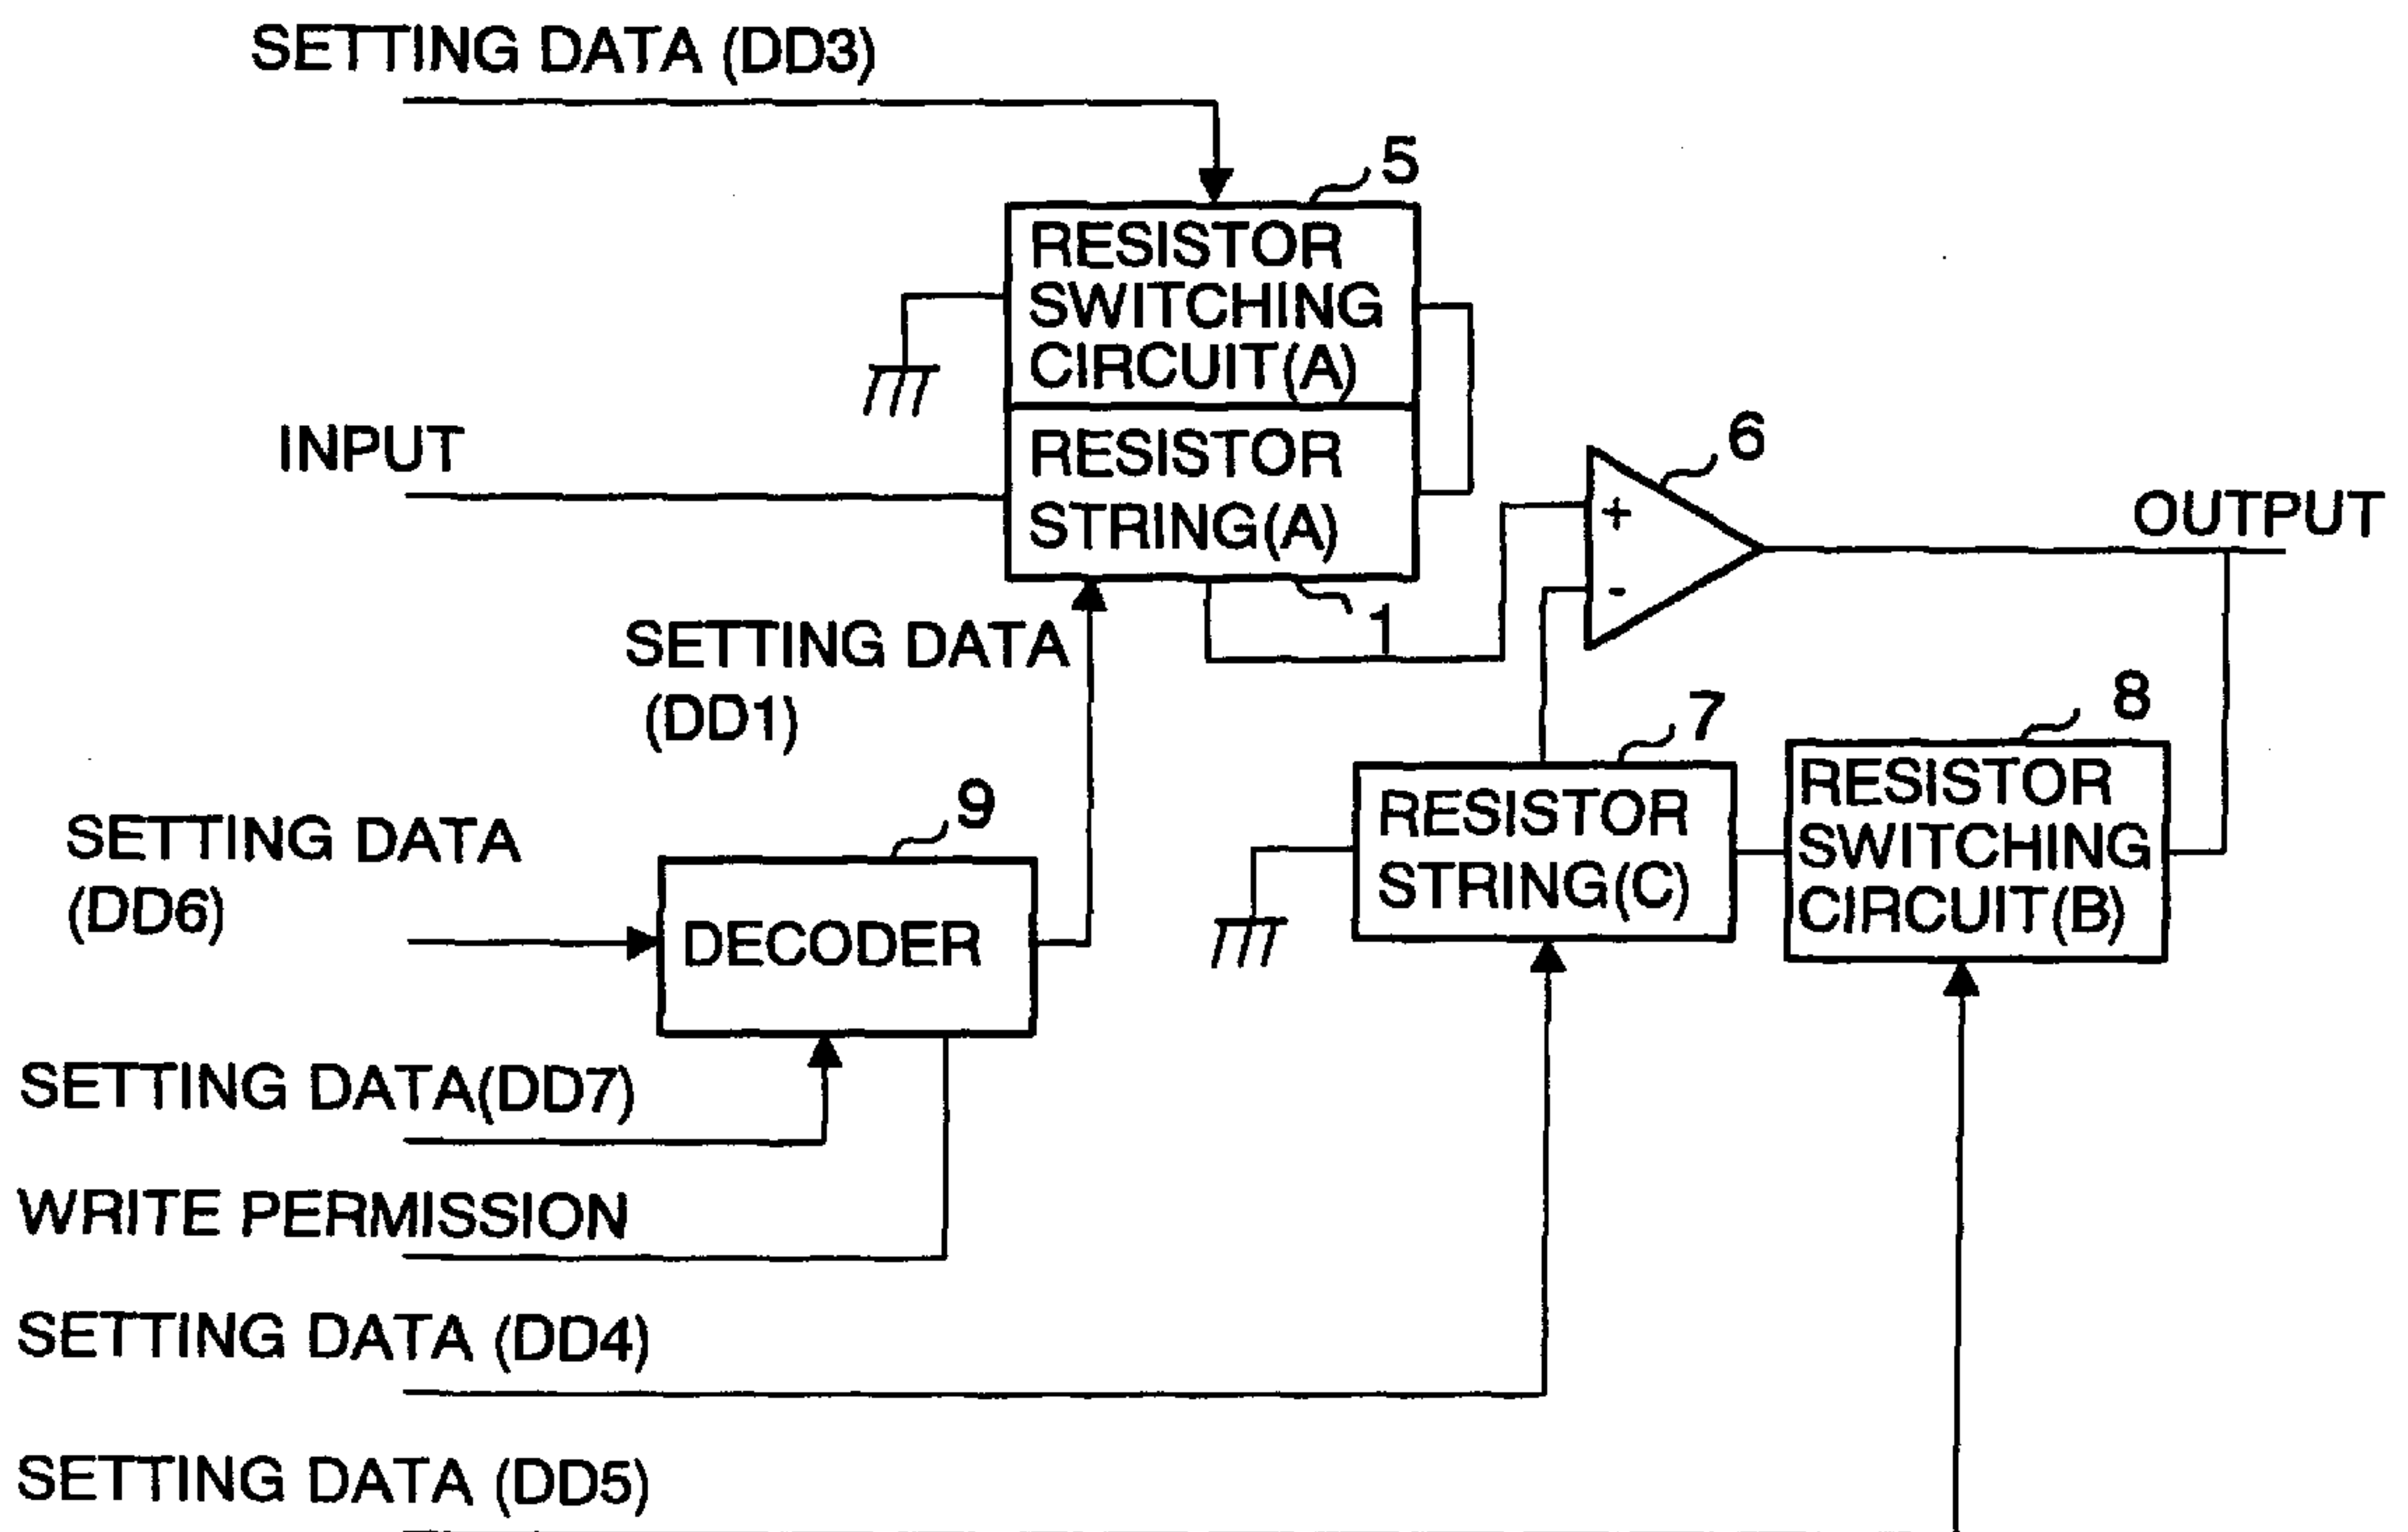 SETTING DATA (DD3)
5
RESISTOR
SWITCHING
CIRCUIT(A)
INPUT
RESISTOR
STRING(A)
6
+
-
OUTPUT
1
SETTING DATA
(DD1)
7
8
RESISTOR
STRING(C)
RESISTOR
SWITCHING
CIRCUIT(B)
9
SETTING DATA
(DD6)
DECODER
SETTING DATA(DD7)
WRITE PERMISSION
SETTING DATA (DD4)
SETTING DATA (DD5)